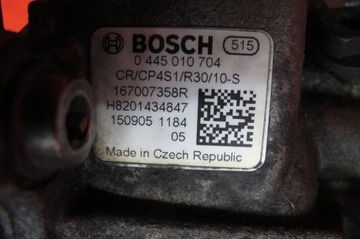 BOSCH 515
0 445 010 704
CR/CP4S1/R30/10-S
167007358R
H8201434847
150905 1184
05
Made in Czech Republic